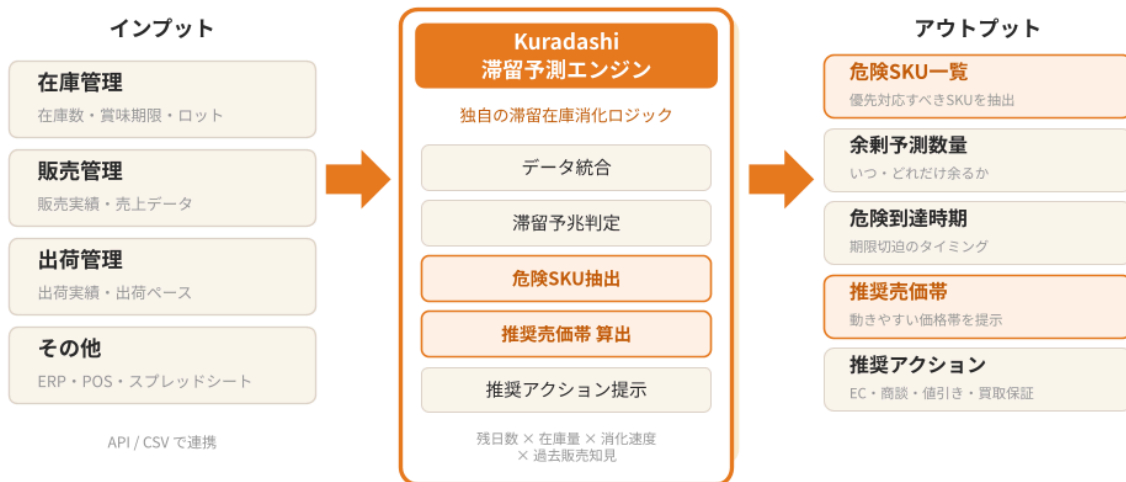 インプット
在庫管理
在庫数・賞味期限・ロット
販売管理
販売実績・売上データ
出荷管理
出荷実績・出荷ペース
その他
ERP・POS・スプレッドシート
API / CSV で連携
Kuradashi
滞留予測エンジン
独自の滞留在庫消化ロジック
データ統合
滞留予兆判定
危険SKU抽出
推奨売価帯 算出
推奨アクション提示
残日数 × 在庫量 × 消化速度
× 過去販売知見
アウトプット
危険SKU一覧
優先対応すべきSKUを抽出
余剰予測数量
いつ・どれだけ余るか
危険到達時期
期限切迫のタイミング
推奨売価帯
動きやすい価格帯を提示
推奨アクション
EC・商談・値引き・買取保証